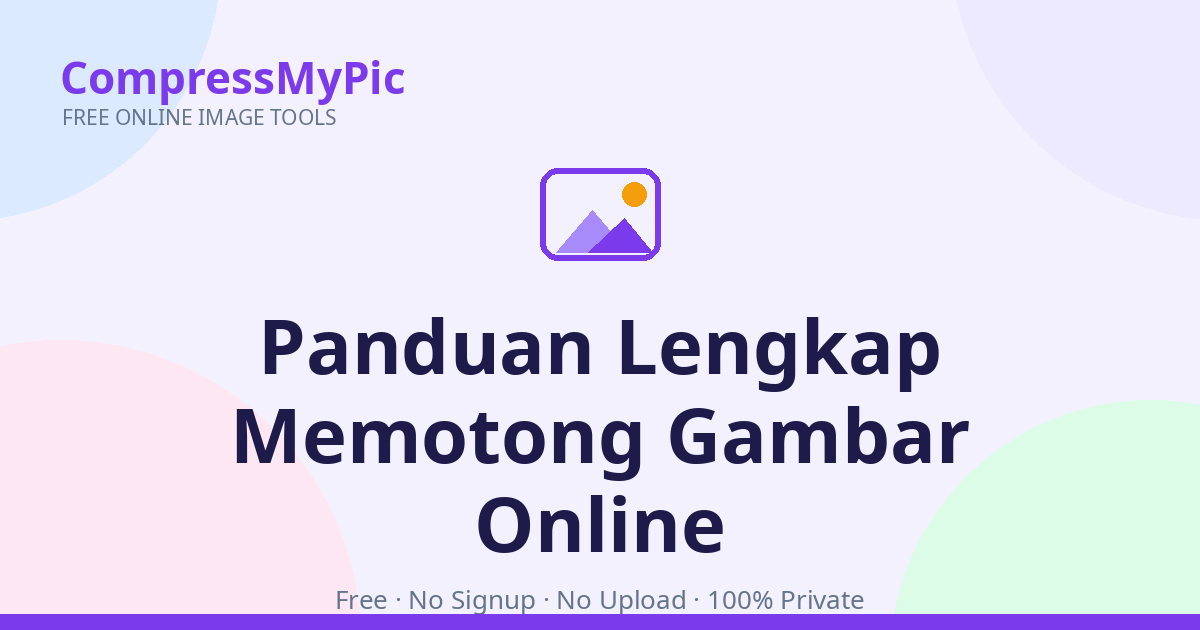 CompressMyPic
FREE ONLINE IMAGE TOOLS
Panduan Lengkap
Memotong Gambar
Online
Free · No Signup · No Upload · 100% Private